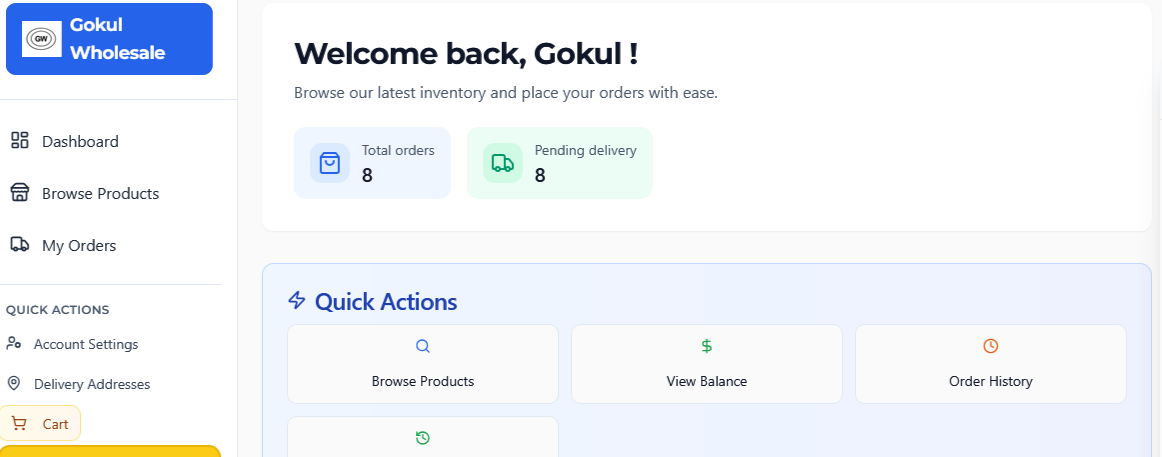 GW
Gokul
Wholesale
Dashboard
Browse Products
My Orders
QUICK ACTIONS
Account Settings
Delivery Addresses
Cart
Welcome back, Gokul !
Browse our latest inventory and place your orders with ease.
Total orders
8
Pending delivery
8
Quick Actions
Browse Products
View Balance
Order History